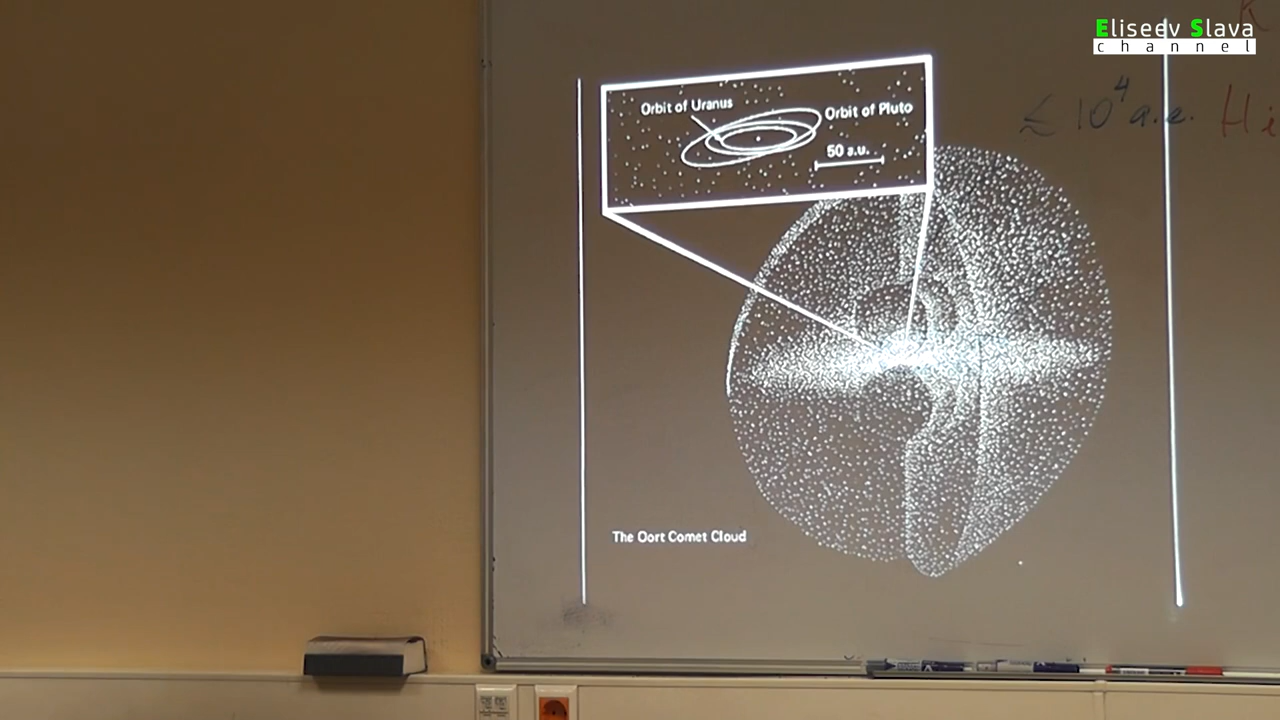 Eliseev Slava
channel
Orbit of Uranus
Orbit of Pluto
50 a.u.
≲ 10⁴ a.e.
The Oort Comet Cloud